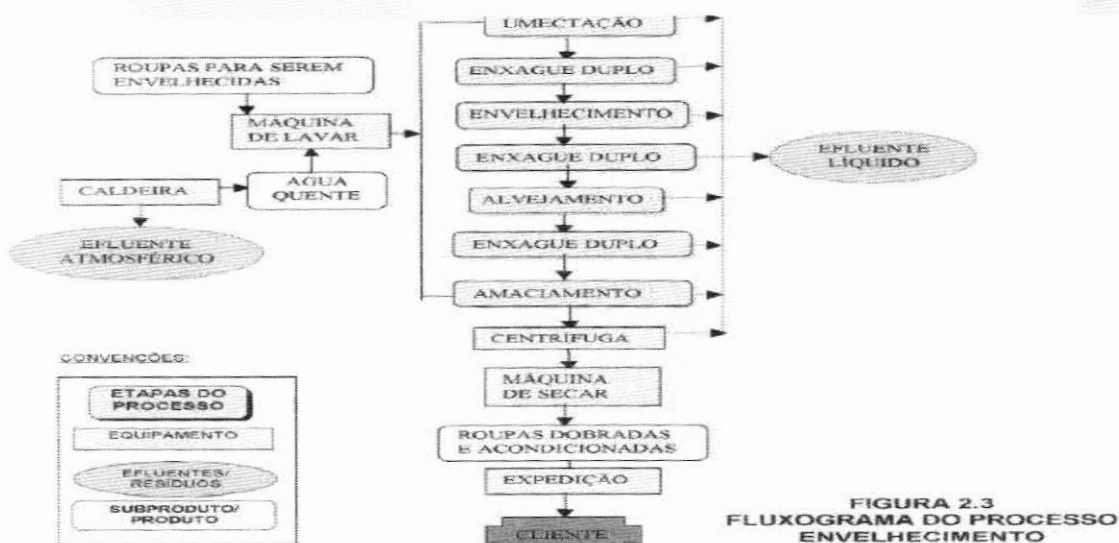 UMECTAÇÃO
ROUPAS PARA SEREM
ENVELHECIDAS
ENXAGUE DUPLO
MÁQUINA
DE LAVAR
ENVELHECIMENTO
ENXAGUE DUPLO
EFLUENTE
LÍQUIDO
CALDEIRA
ÁGUA
QUENTE
ALVEJAMENTO
EFLUENTE
ATMOSFÉRICO
ENXAGUE DUPLO
AMACIAMENTO
CENTRÍFUGA
CONVENÇÕES:
MÁQUINA
DE SECAR
ETAPAS DO
PROCESSO
EQUIPAMENTO
ROUPAS DOBRADAS
E ACONDICIONADAS
EFLUENTES/
RESÍDUOS
EXPEDIÇÃO
SUBPRODUTO/
PRODUTO
CLIENTE
FIGURA 2.3
FLUXOGRAMA DO PROCESSO
ENVELHECIMENTO